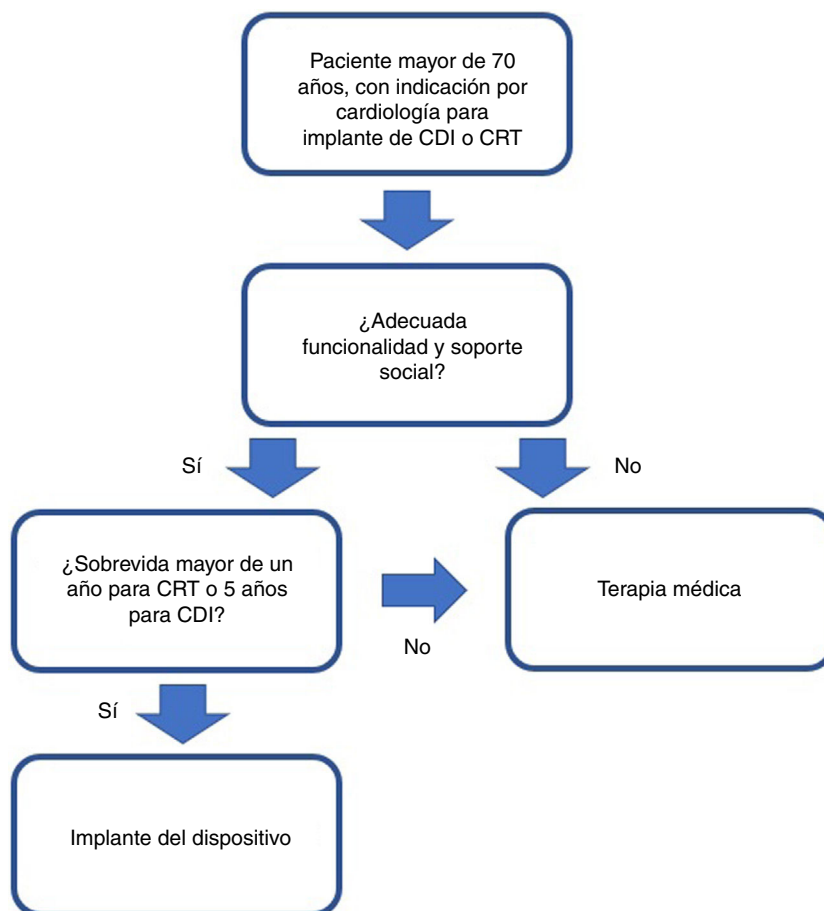 Paciente mayor de 70
años, con indicación por
cardiología para
implante de CDI o CRT
¿Adecuada
funcionalidad y soporte
social?
Sí
No
¿Sobrevida mayor de un
año para CRT o 5 años
para CDI?
No
Terapia médica
Sí
Implante del dispositivo